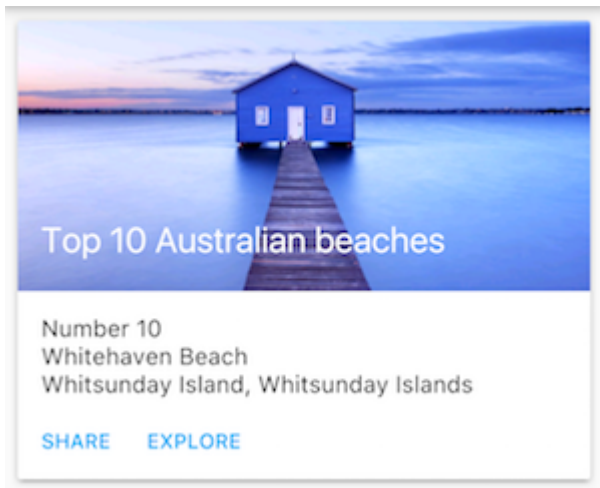 Top 10 Australian beaches
Number 10
Whitehaven Beach
Whitsunday Island, Whitsunday Islands
SHARE EXPLORE